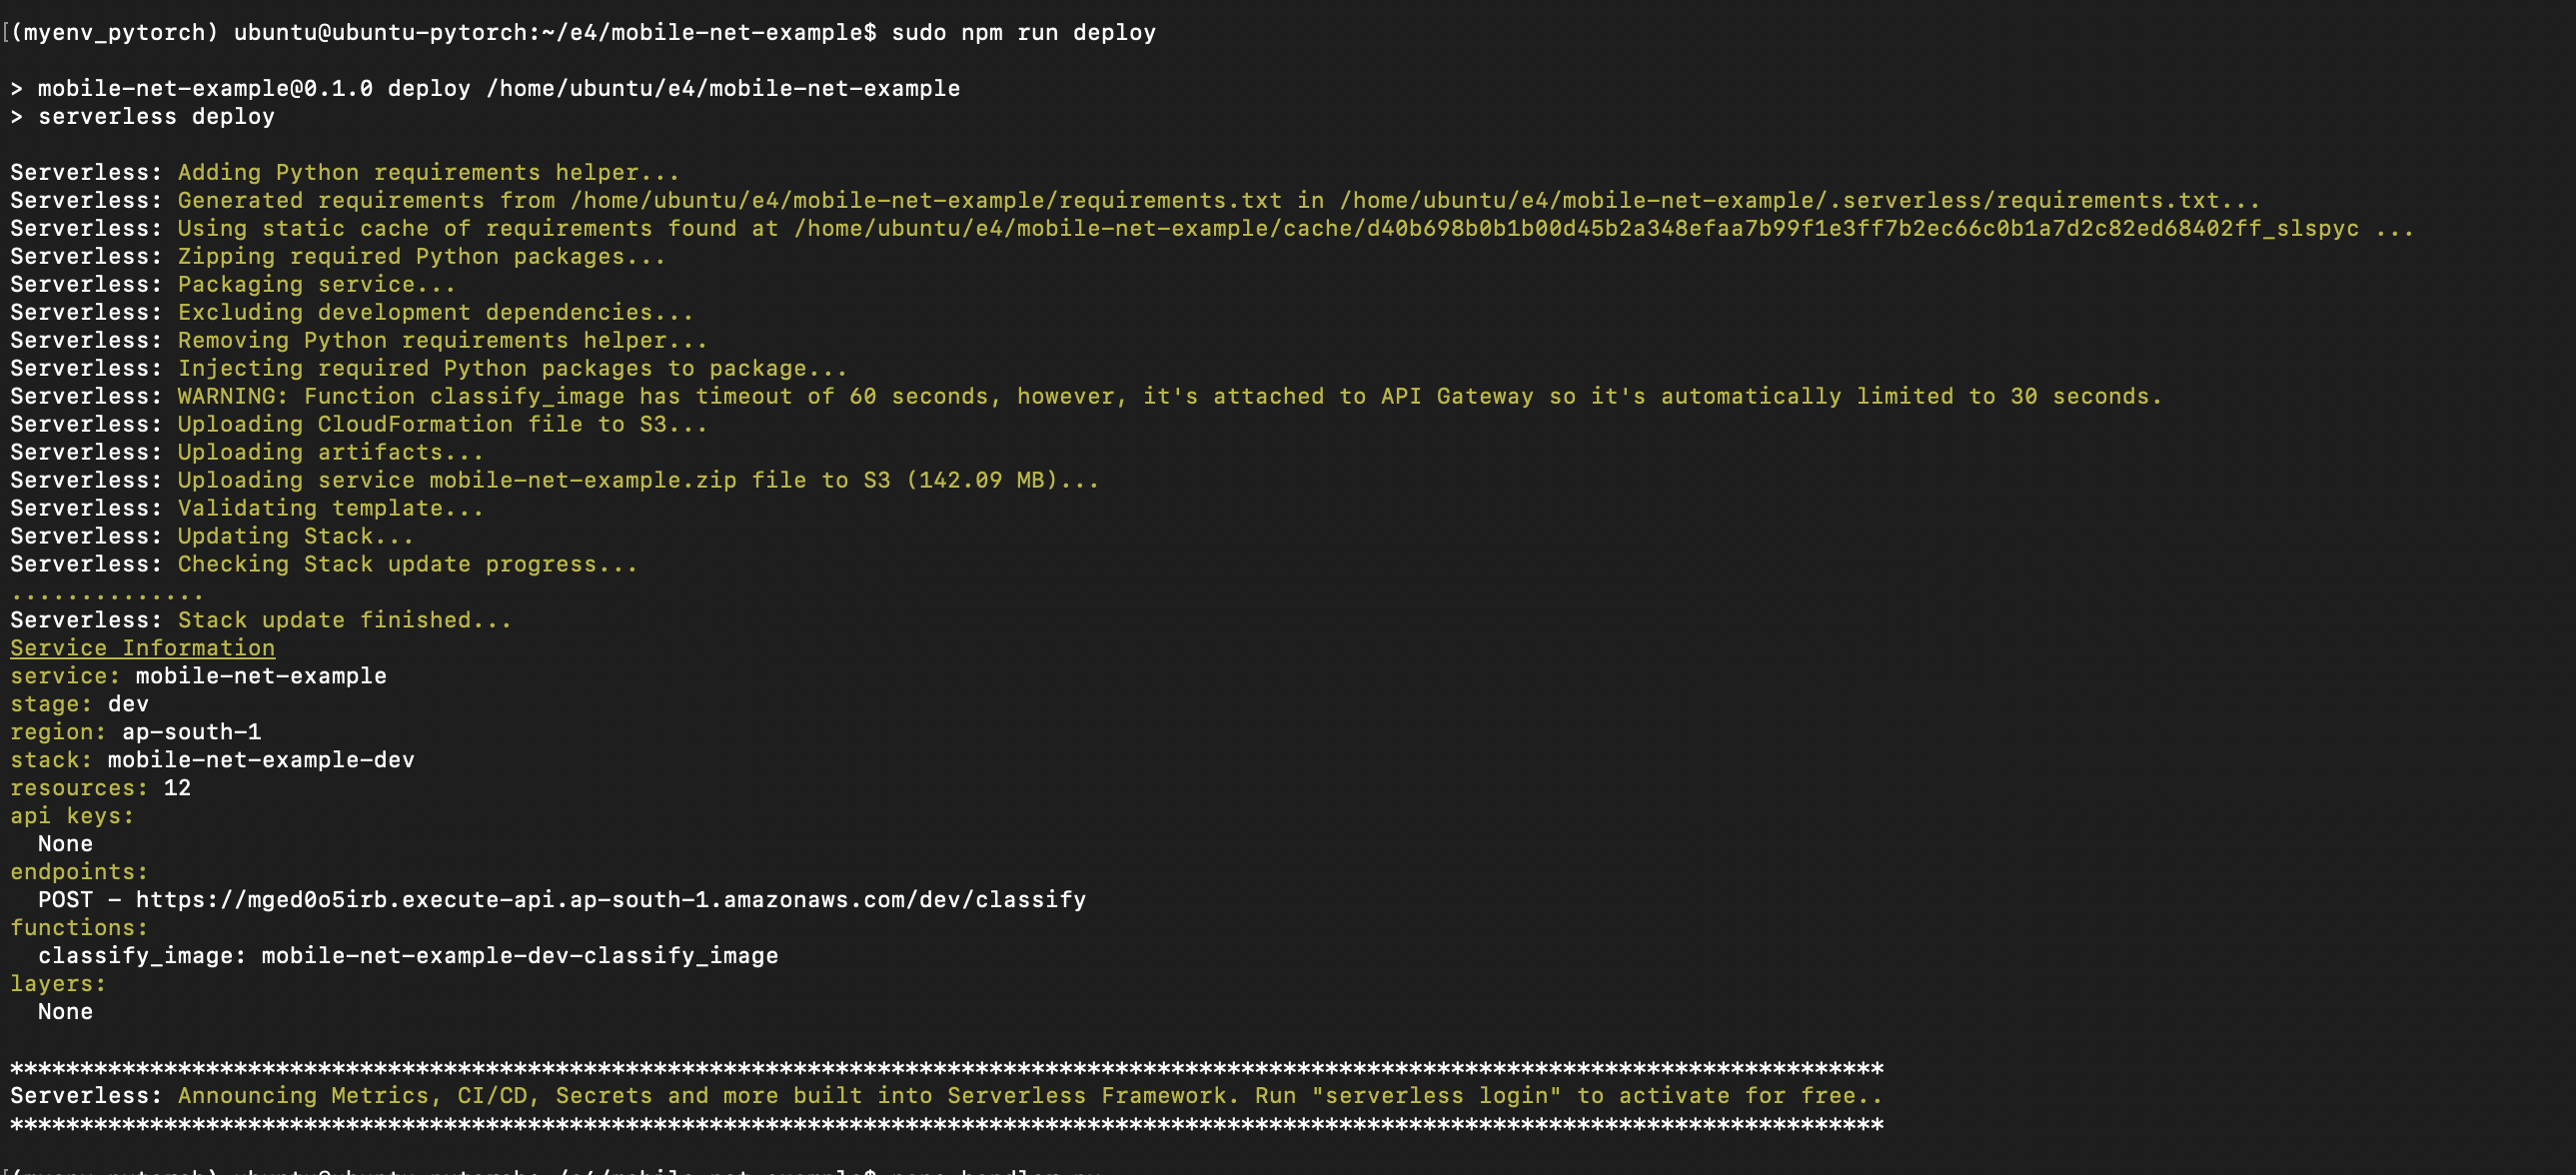 [(myenv_pytorch) ubuntu@ubuntu-pytorch:~/e4/mobile-net-example$ sudo npm run deploy
> mobile-net-example@0.1.0 deploy /home/ubuntu/e4/mobile-net-example
> serverless deploy
Serverless: Adding Python requirements helper...
Serverless: Generated requirements from /home/ubuntu/e4/mobile-net-example/requirements.txt in /home/ubuntu/e4/mobile-net-example/.serverless/requirements.txt...
Serverless: Using static cache of requirements found at /home/ubuntu/e4/mobile-net-example/cache/d40b698b0b1b00d45b2a348efaa7b99f1e3ff7b2ec66c0b1a7d2c82ed68402ff_slspyc ...
Serverless: Zipping required Python packages...
Serverless: Packaging service...
Serverless: Excluding development dependencies...
Serverless: Removing Python requirements helper...
Serverless: Injecting required Python packages to package...
Serverless: WARNING: Function classify_image has timeout of 60 seconds, however, it's attached to API Gateway so it's automatically limited to 30 seconds.
Serverless: Uploading CloudFormation file to S3...
Serverless: Uploading artifacts...
Serverless: Uploading service mobile-net-example.zip file to S3 (142.09 MB)...
Serverless: Validating template...
Serverless: Updating Stack...
Serverless: Checking Stack update progress...
..............
Serverless: Stack update finished...
Service Information
service: mobile-net-example
stage: dev
region: ap-south-1
stack: mobile-net-example-dev
resources: 12
api keys:
  None
endpoints:
  POST - https://mged0o5irb.execute-api.ap-south-1.amazonaws.com/dev/classify
functions:
  classify_image: mobile-net-example-dev-classify_image
layers:
  None
**************************************************************************************************************************************
Serverless: Announcing Metrics, CI/CD, Secrets and more built into Serverless Framework. Run "serverless login" to activate for free..
**************************************************************************************************************************************